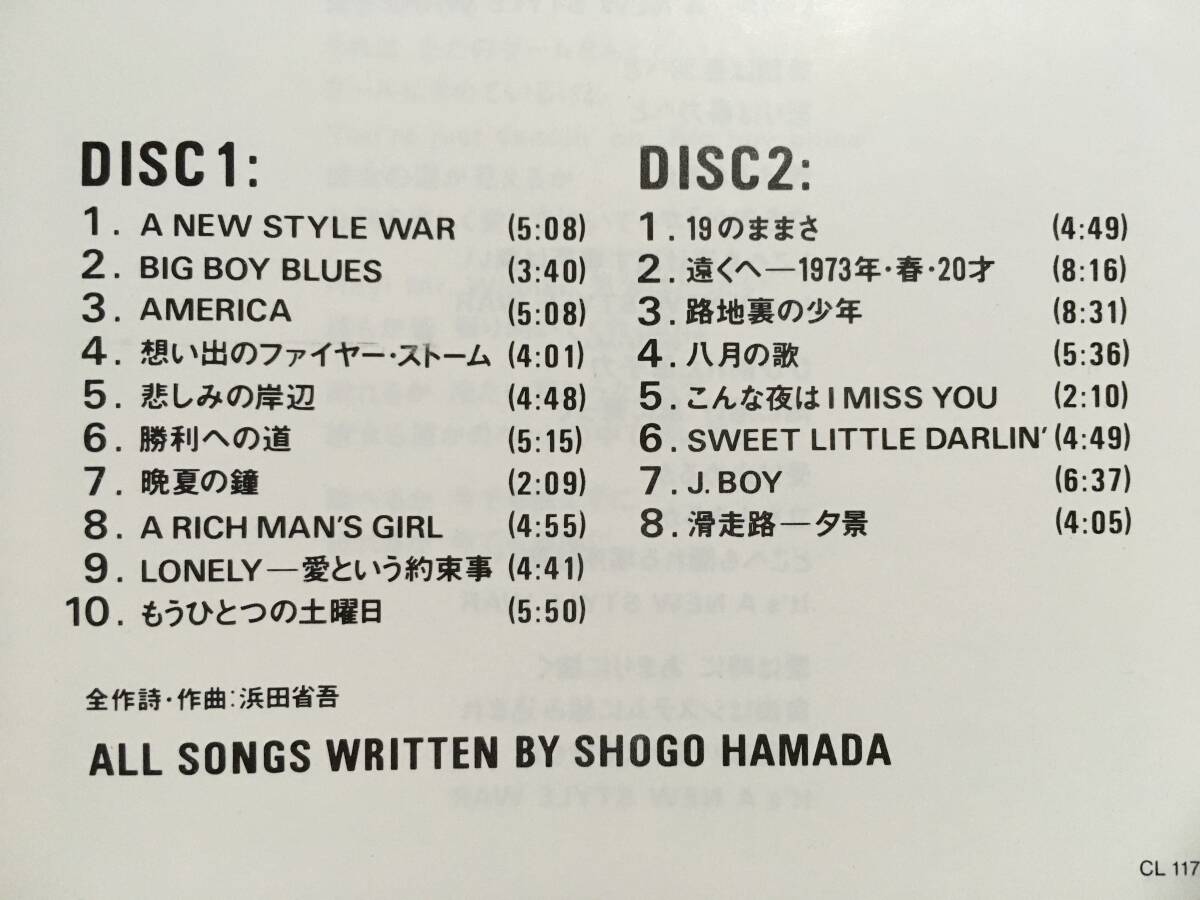 DISC 1:
1. A NEW STYLE WAR (5:08)
2. BIG BOY BLUES (3:40)
3. AMERICA (5:08)
4. 想い出のファイヤー・ストーム (4:01)
5. 悲しみの岸辺 (4:48)
6. 勝利への道 (5:15)
7. 晩夏の鐘 (2:09)
8. A RICH MAN'S GIRL (4:55)
9. LONELY—愛という約束事 (4:41)
10. もうひとつの土曜日 (5:50)
DISC2:
1. 19のままさ (4:49)
2. 遠くへ—1973年・春・20才 (8:16)
3. 路地裏の少年 (8:31)
4. 八月の歌 (5:36)
5. こんな夜は I MISS YOU (2:10)
6. SWEET LITTLE DARLIN' (4:49)
7. J. BOY (6:37)
8. 滑走路—夕景 (4:05)
全作詩・作曲:浜田省吾
ALL SONGS WRITTEN BY SHOGO HAMADA
CL 117